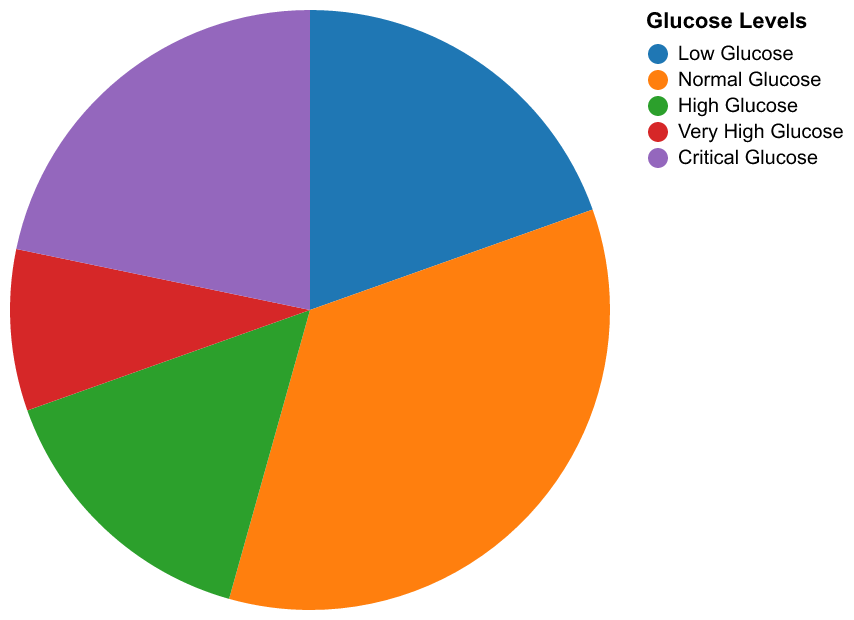 Glucose Levels
Low Glucose
Normal Glucose
High Glucose
Very High Glucose
Critical Glucose